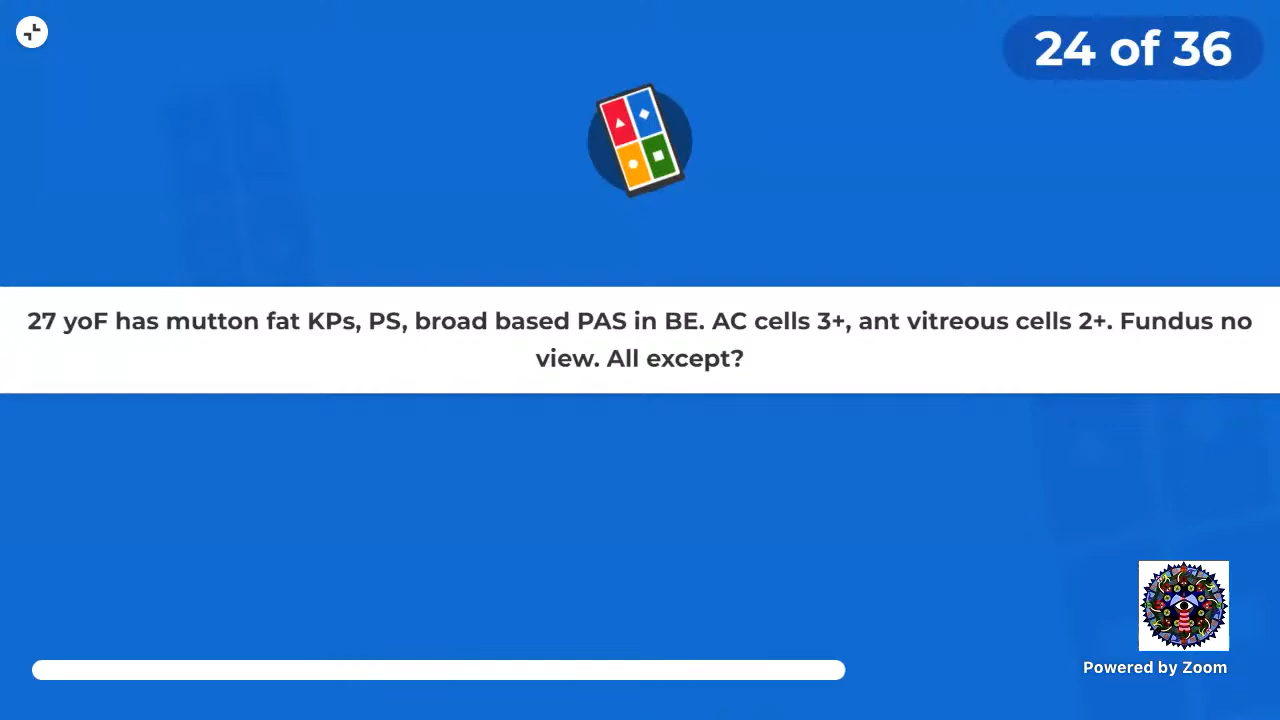 24 of 36
27 yoF has mutton fat KPs, PS, broad based PAS in BE. AC cells 3+, ant vitreous cells 2+. Fundus no
view. All except?
Powered by Zoom